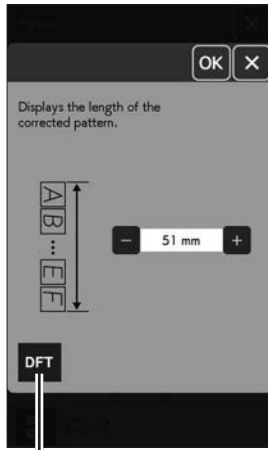 OK ×
Displays the length of the
corrected pattern.
A
B
...
E
F
− 51 mm +
DFT